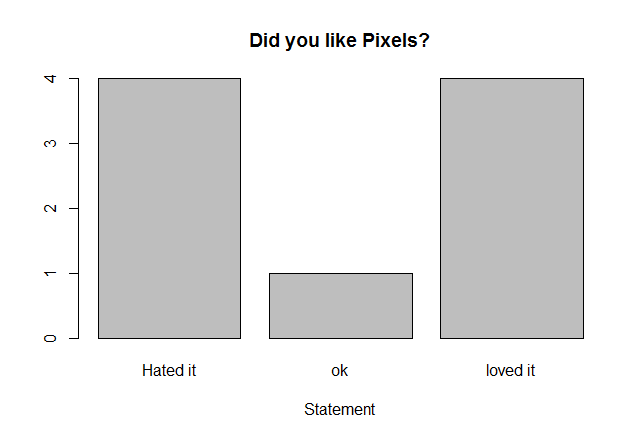 Did you like Pixels?
4
3
2
1
0
Hated it ok loved it
Statement